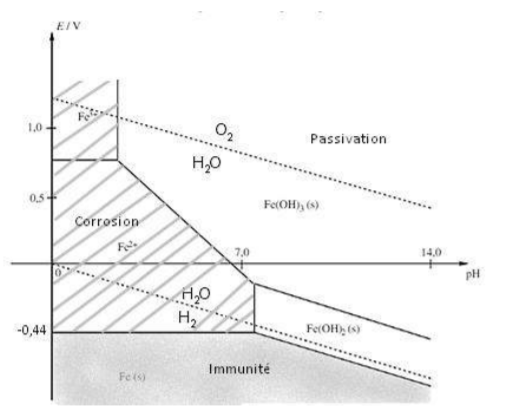 E / V
Fe³⁺
1,0
O₂
Passivation
H₂O
0,5
Fe(OH)₃(s)
Corrosion
Fe²⁺
7,0
14,0
0
pH
H₂O
H₂
-0,44
Fe(OH)₂(s)
Immunité
Fe(s)